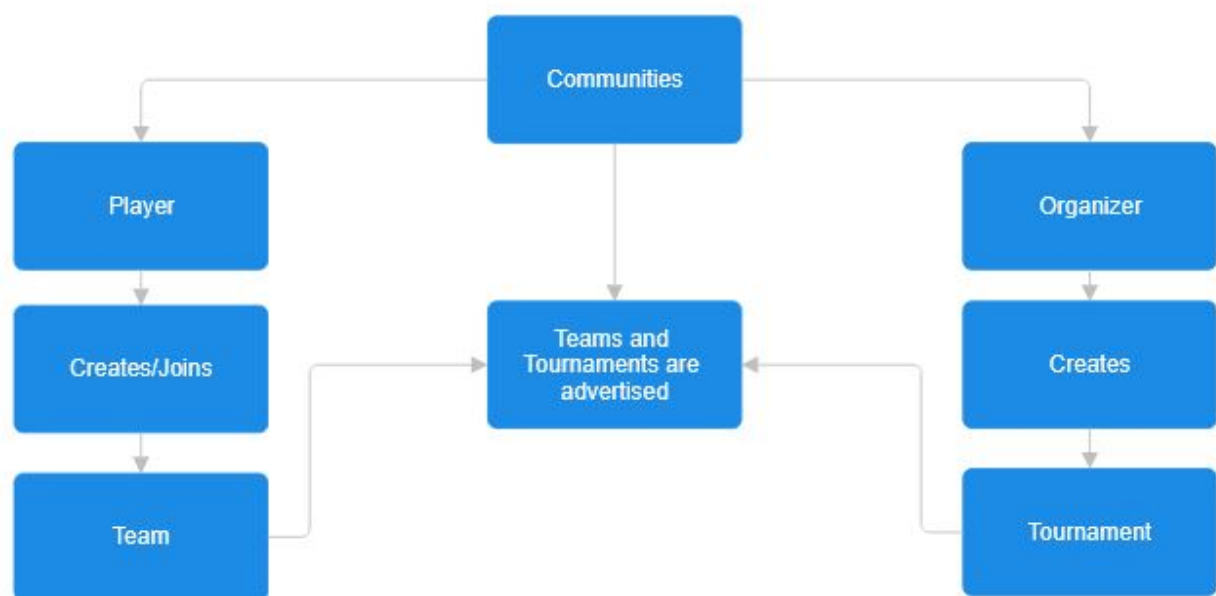 Communities
Player
Organizer
Creates/Joins
Teams and
Tournaments are
advertised
Creates
Team
Tournament